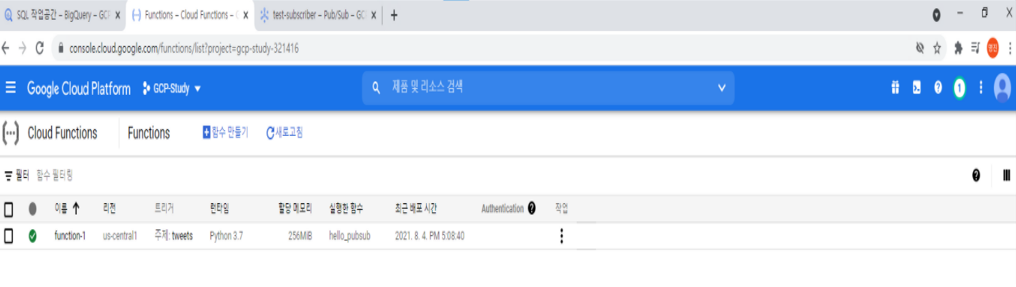 SQL 작업공간 – BigQuery – GCP x
Functions – Cloud Functions – x
test-subscriber – Pub/Sub – GC x +
console.cloud.google.com/functions/list?project=gcp-study-321416
Google Cloud Platform GCP-Study 제품 및 리소스 검색 1
Cloud Functions Functions 함수 만들기 새로고침
필터 함수 필터링
이름 리전 트리거 런타임 할당 메모리 실행한 함수 최근 배포 시간 Authentication 작업
function-1 us-central1 주제: tweets Python 3.7 256MiB hello_pubsub 2021. 8. 4. PM 5:08:40